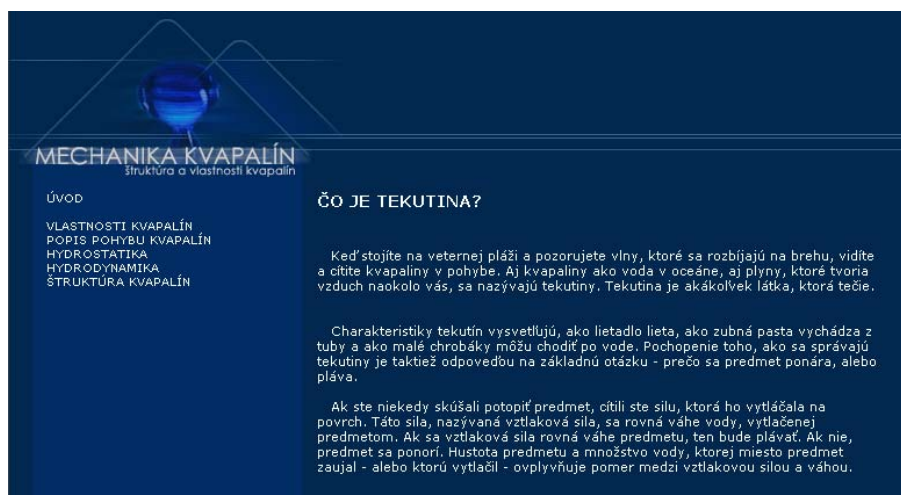 MECHANIKA KVAPALÍN
štruktúra a vlastnosti kvapalín
ÚVOD
VLASTNOSTI KVAPALÍN
POPIS POHYBU KVAPALÍN
HYDROSTATIKA
HYDRODYNAMIKA
ŠTRUKTÚRA KVAPALÍN
ČO JE TEKUTINA?
Keď stojíte na veternej pláži a pozorujete vlny, ktoré sa rozbíjajú na brehu, vidíte
a cítite kvapaliny v pohybe. Aj kvapaliny ako voda v oceáne, aj plyny, ktoré tvoria
vzduch naokolo vás, sa nazývajú tekutiny. Tekutina je akákoľvek látka, ktorá tečie.
Charakteristiky tekutín vysvetľujú, ako lietadlo lieta, ako zubná pasta vychádza z
tuby a ako malé chrobáky môžu chodiť po vode. Pochopenie toho, ako sa správajú
tekutiny je taktiež odpoveďou na základnú otázku - prečo sa predmet ponára, alebo
pláva.
Ak ste niekedy skúšali potopiť predmet, cítili ste silu, ktorá ho vytláčala na
povrch. Táto sila, nazývaná vztlaková sila, sa rovná váhe vody, vytlačenej
predmetom. Ak sa vztlaková sila rovná váhe predmetu, ten bude plávať. Ak nie,
predmet sa ponorí. Hustota predmetu a množstvo vody, ktorej miesto predmet
zaujal - alebo ktorú vytlačil - ovplyvňuje pomer medzi vztlakovou silou a váhou.